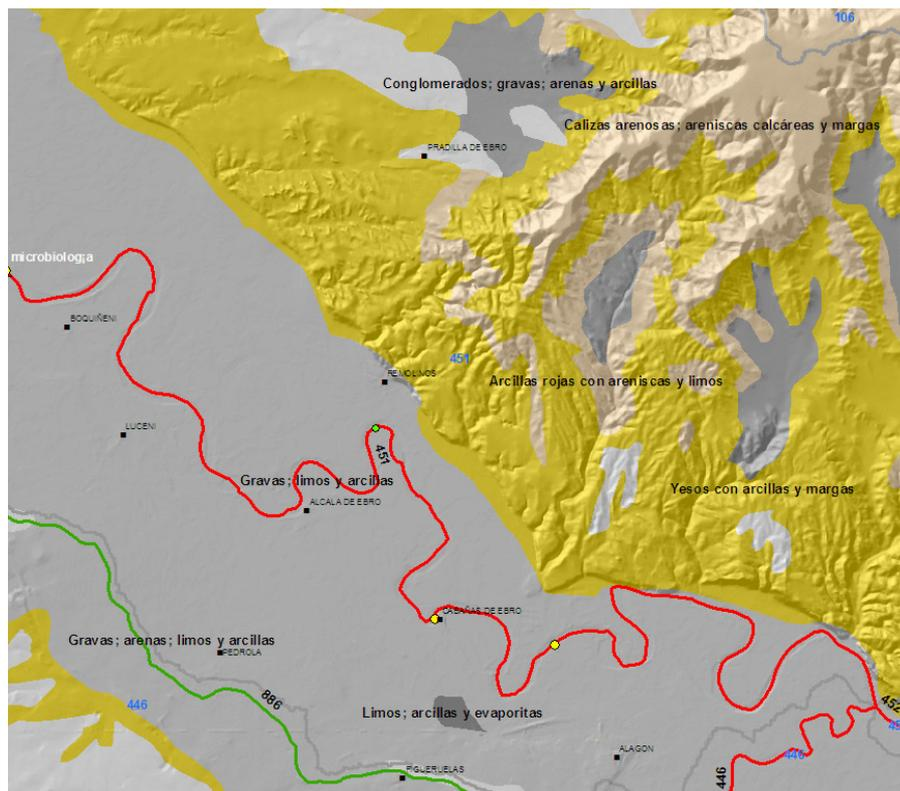 106
Conglomerados; gravas; arenas y arcillas
Calizas arenosas; areniscas calcáreas y margas
PRADILLA DE EBRO
microbiolog¡a
BOQUIÑENI
451
REMOLINOS
Arcillas rojas con areniscas y limos
LUCENI
451
Gravas; limos y arcillas
Yesos con arcillas y margas
ALCALA DE EBRO
CABAÑAS DE EBRO
Gravas; arenas; limos y arcillas
PEDROLA
446
886
452
Limos; arcillas y evaporitas
ALAGON
446
446
FIGUERUELAS